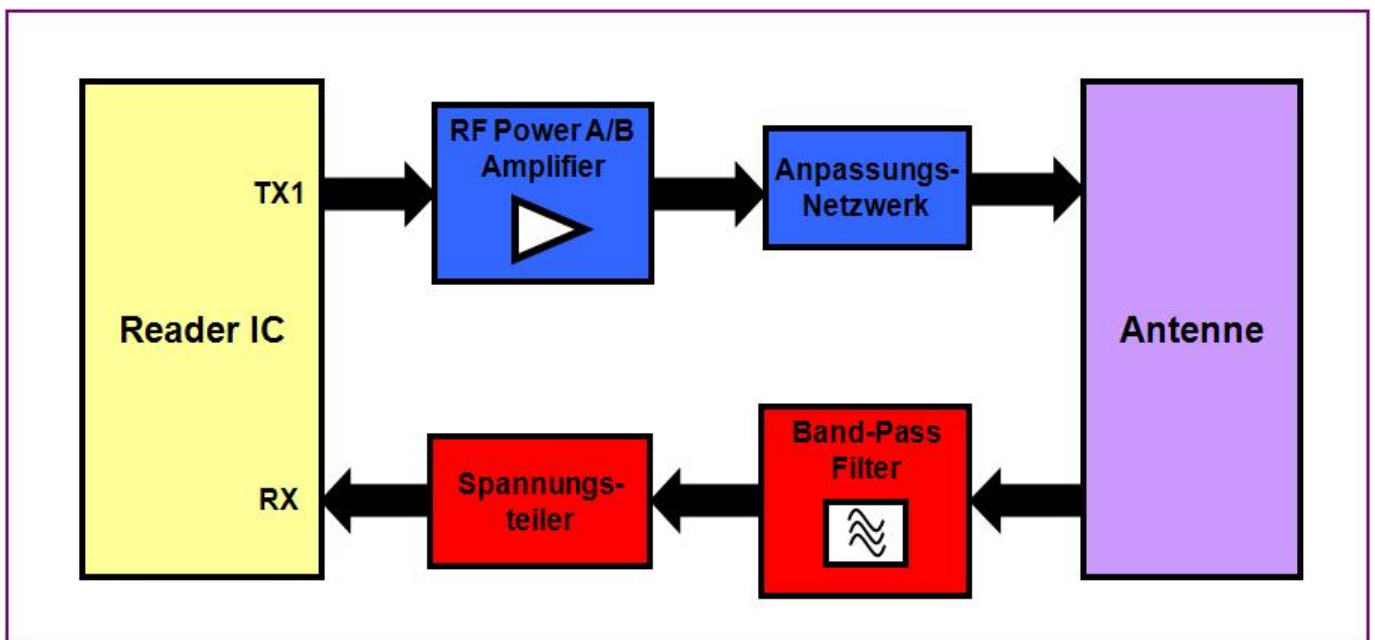 RF Power A/B
Amplifier
Anpassungs-
Netzwerk
TX1
Reader IC
Antenne
Band-Pass
Filter
Spannungs-
teiler
RX